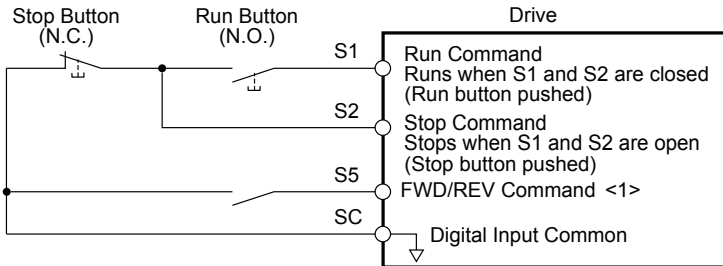 Stop Button
(N.C.)
Run Button
(N.O.)
Drive
S1
Run Command
Runs when S1 and S2 are closed
(Run button pushed)
S2
Stop Command
Stops when S1 and S2 are open
(Stop button pushed)
S5
FWD/REV Command <1>
SC
Digital Input Common